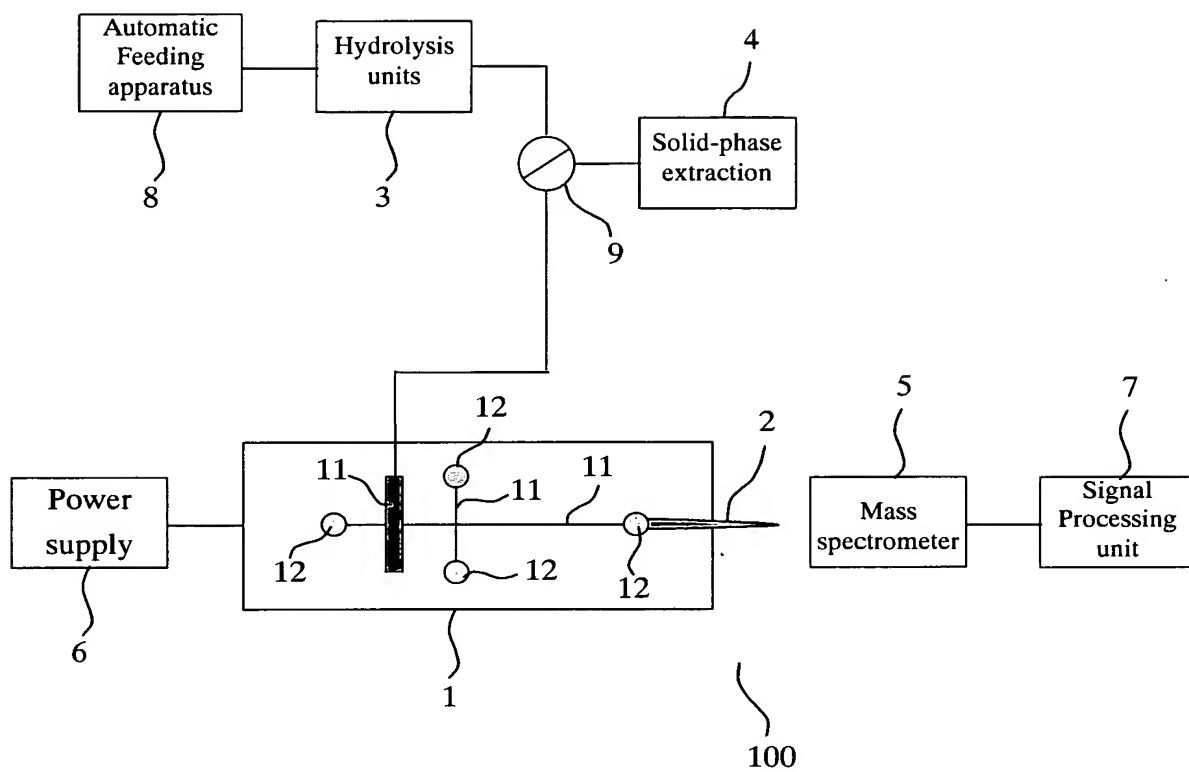 Automatic
Feeding
apparatus
8
Hydrolysis
units
3
4
Solid-phase
extraction
9
Power
supply
6
12
11
11
11
12
12
12
1
2
5
Mass
spectrometer
7
Signal
Processing
unit
100